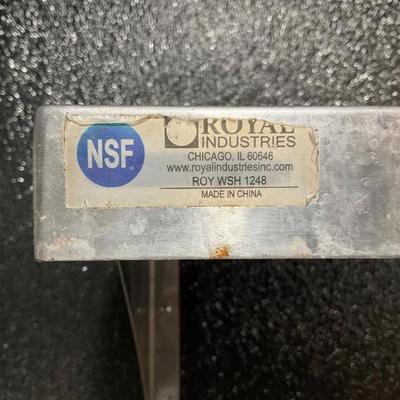 NSF
ROYAL
INDUSTRIES
CHICAGO, IL 60646
www.royalindustriesinc.com
ROY WSH 1248
MADE IN CHINA